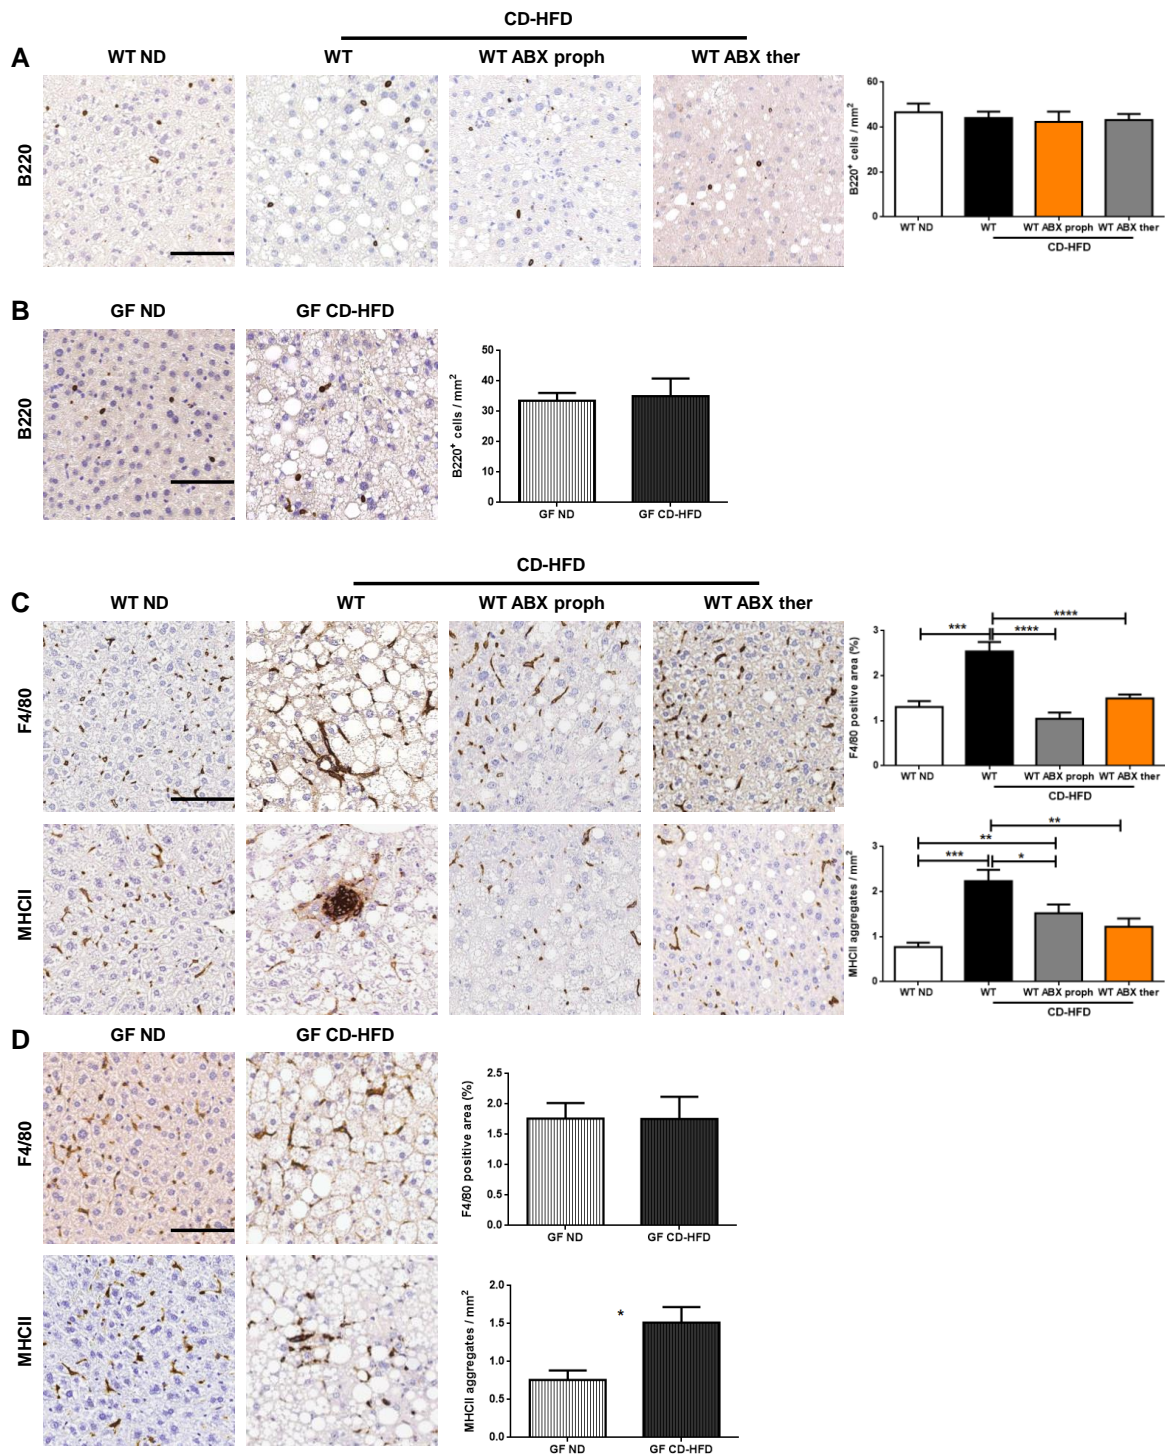 CD-HFD
A
WT ND
WT
WT ABX proph
WT ABX ther
B220
B220⁺ cells / mm²
60
40
20
0
WT ND
WT
WT ABX proph
WT ABX ther
CD-HFD
B
GF ND
GF CD-HFD
B220
B220⁺ cells / mm²
50
40
30
20
10
0
GF ND
GF CD-HFD
CD-HFD
C
WT ND
WT
WT ABX proph
WT ABX ther
F4/80
F4/80 positive area (%)
3
2
1
0
****
***
****
WT ND
WT
WT ABX proph
WT ABX ther
CD-HFD
MHCII
MHCII aggregates / mm²
3
2
1
0
**
**
***
*
WT ND
WT
WT ABX proph
WT ABX ther
CD-HFD
D
GF ND
GF CD-HFD
F4/80
F4/80 positive area (%)
2.5
2.0
1.5
1.0
0.5
0.0
GF ND
GF CD-HFD
MHCII
MHCII aggregates / mm²
2.0
1.5
1.0
0.5
0.0
*
GF ND
GF CD-HFD